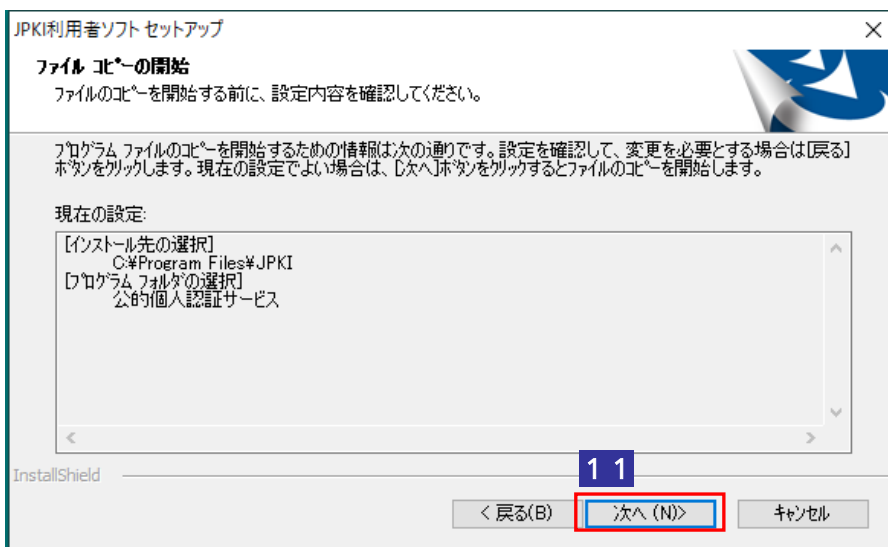 JPKI利用者ソフト セットアップ
ファイル コピーの開始
ファイルのコピーを開始する前に、設定内容を確認してください。
プログラム ファイルのコピーを開始するための情報は次の通りです。設定を確認して、変更を必要とする場合は[戻る]
ボタンをクリックします。現在の設定でよい場合は、[次へ]ボタンをクリックするとファイルのコピーを開始します。
現在の設定:
[インストール先の選択]
C:¥Program Files¥JPKI
[プログラム フォルダの選択]
公的個人認証サービス
InstallShield
１１
< 戻る(B)
次へ (N)>
キャンセル